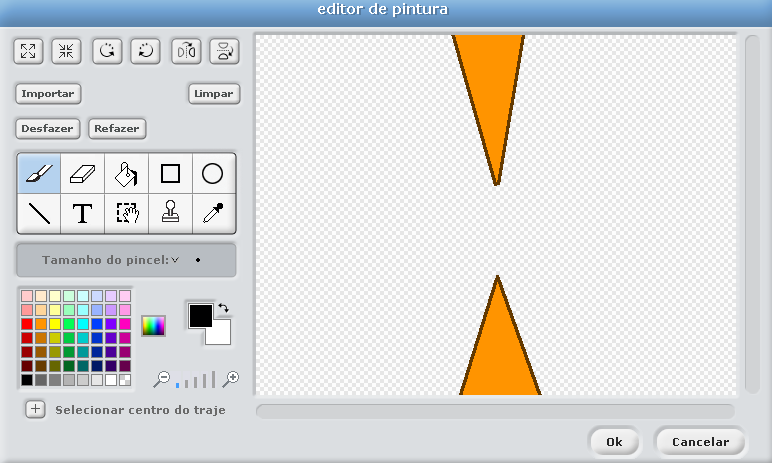 editor de pintura
Importar
Limpar
Desfazer
Refazer
T
Tamanho do pincel:
Selecionar centro do traje
Ok
Cancelar